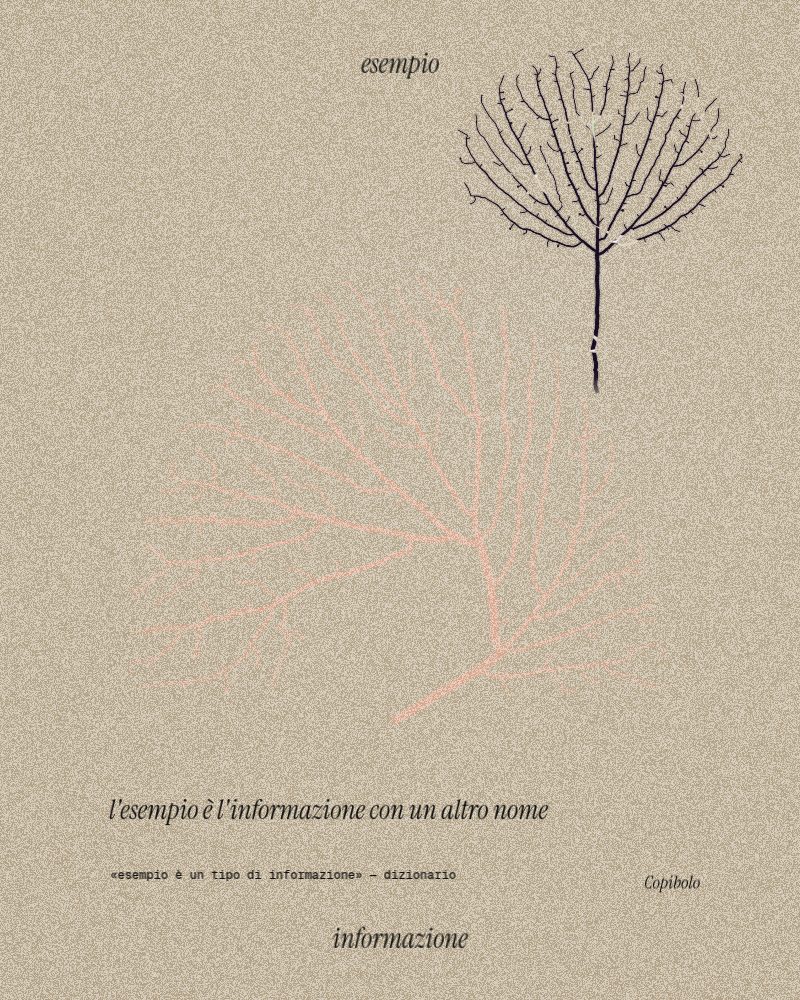 esempio
l'esempio è l'informazione con un altro nome
«esempio è un tipo di informazione» — dizionario
Copibolo
informazione